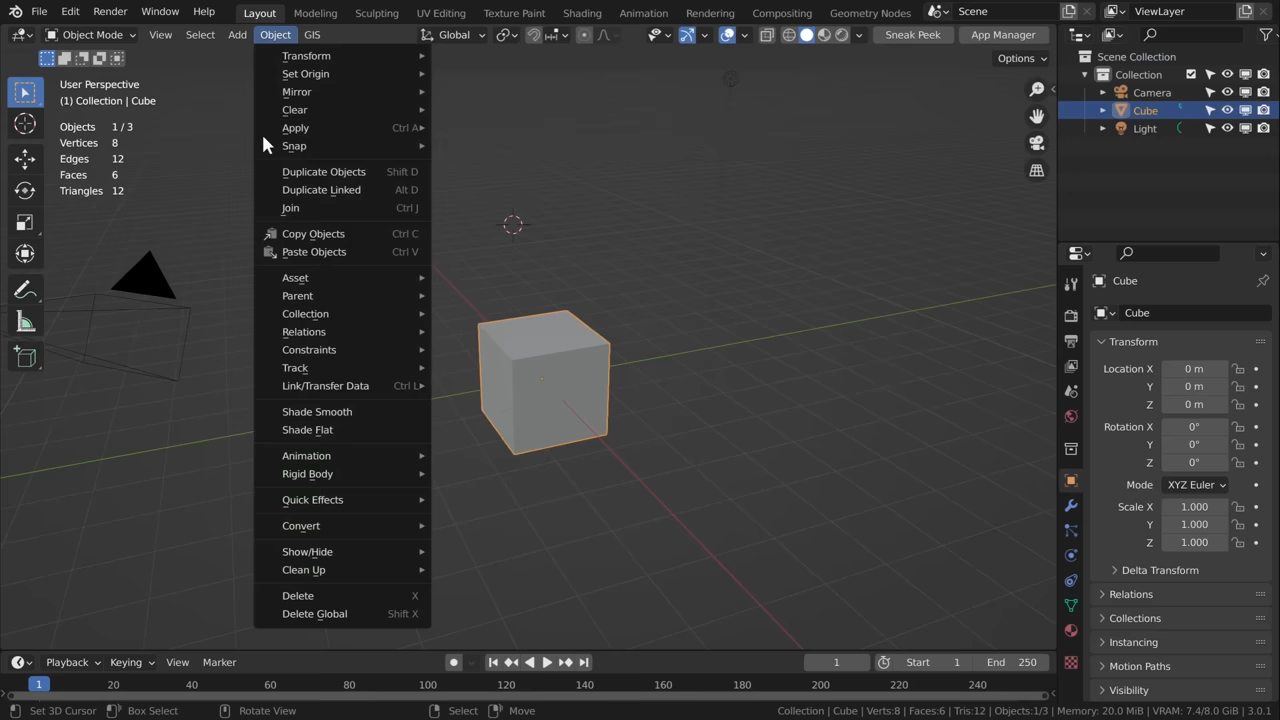 File Edit Render Window Help Layout Modeling Sculpting UV Editing Texture Paint Shading Animation Rendering Compositing Geometry Nodes Scene ViewLayer
Object Mode View Select Add Object GIS Global Sneak Peek App Manager
Options
User Perspective
(1) Collection | Cube
Objects 1 / 3
Vertices 8
Edges 12
Faces 6
Triangles 12
Transform
Set Origin
Mirror
Clear
Apply Ctrl A
Snap
Duplicate Objects Shift D
Duplicate Linked Alt D
Join Ctrl J
Copy Objects Ctrl C
Paste Objects Ctrl V
Asset
Parent
Collection
Relations
Constraints
Track
Link/Transfer Data Ctrl L
Shade Smooth
Shade Flat
Animation
Rigid Body
Quick Effects
Convert
Show/Hide
Clean Up
Delete X
Delete Global Shift X
Scene Collection
Collection
Camera
Cube
Light
Cube
Cube
Transform
Location X 0 m
Y 0 m
Z 0 m
Rotation X 0°
Y 0°
Z 0°
Mode XYZ Euler
Scale X 1.000
Y 1.000
Z 1.000
Delta Transform
Relations
Collections
Instancing
Motion Paths
Visibility
Playback Keying View Marker 1 Start 1 End 250
1 20 40 60 80 100 120 140 160 180 200 220 240
Set 3D Cursor Box Select Rotate View Select Move Collection | Cube | Verts:8 | Faces:6 | Tris:12 | Objects:1/3 | Memory: 20.0 MiB | VRAM: 7.4/8.0 GiB | 3.0.1